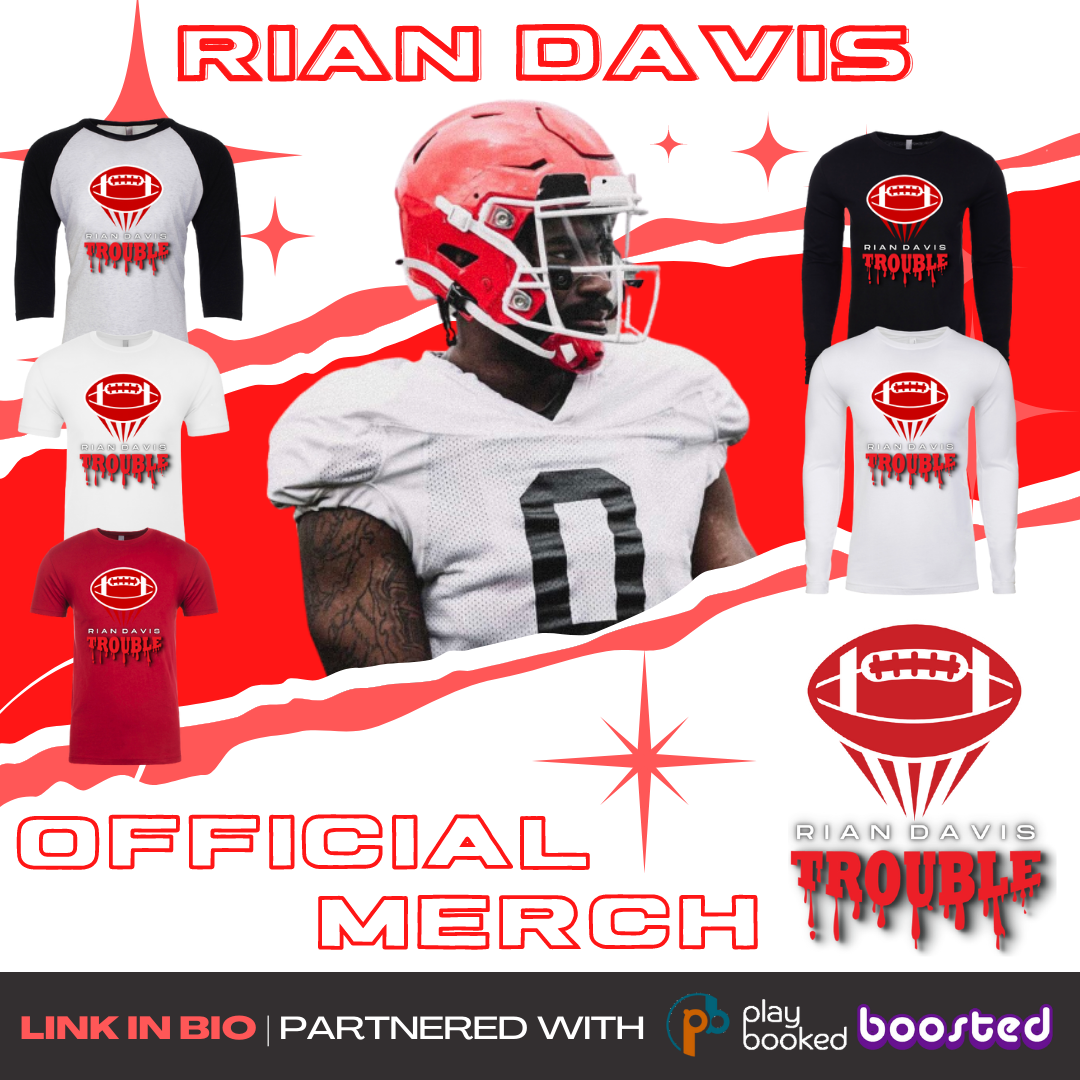 RIAN DAVIS
RIAN DAVIS
TROUBLE
RIAN DAVIS
TROUBLE
RIAN DAVIS
TROUBLE
0
RIAN DAVIS
TROUBLE
RIAN DAVIS
TROUBLE
RIAN DAVIS
TROUBLE
OFFICIAL
MERCH
LINK IN BIO | PARTNERED WITH pb play booked boosted